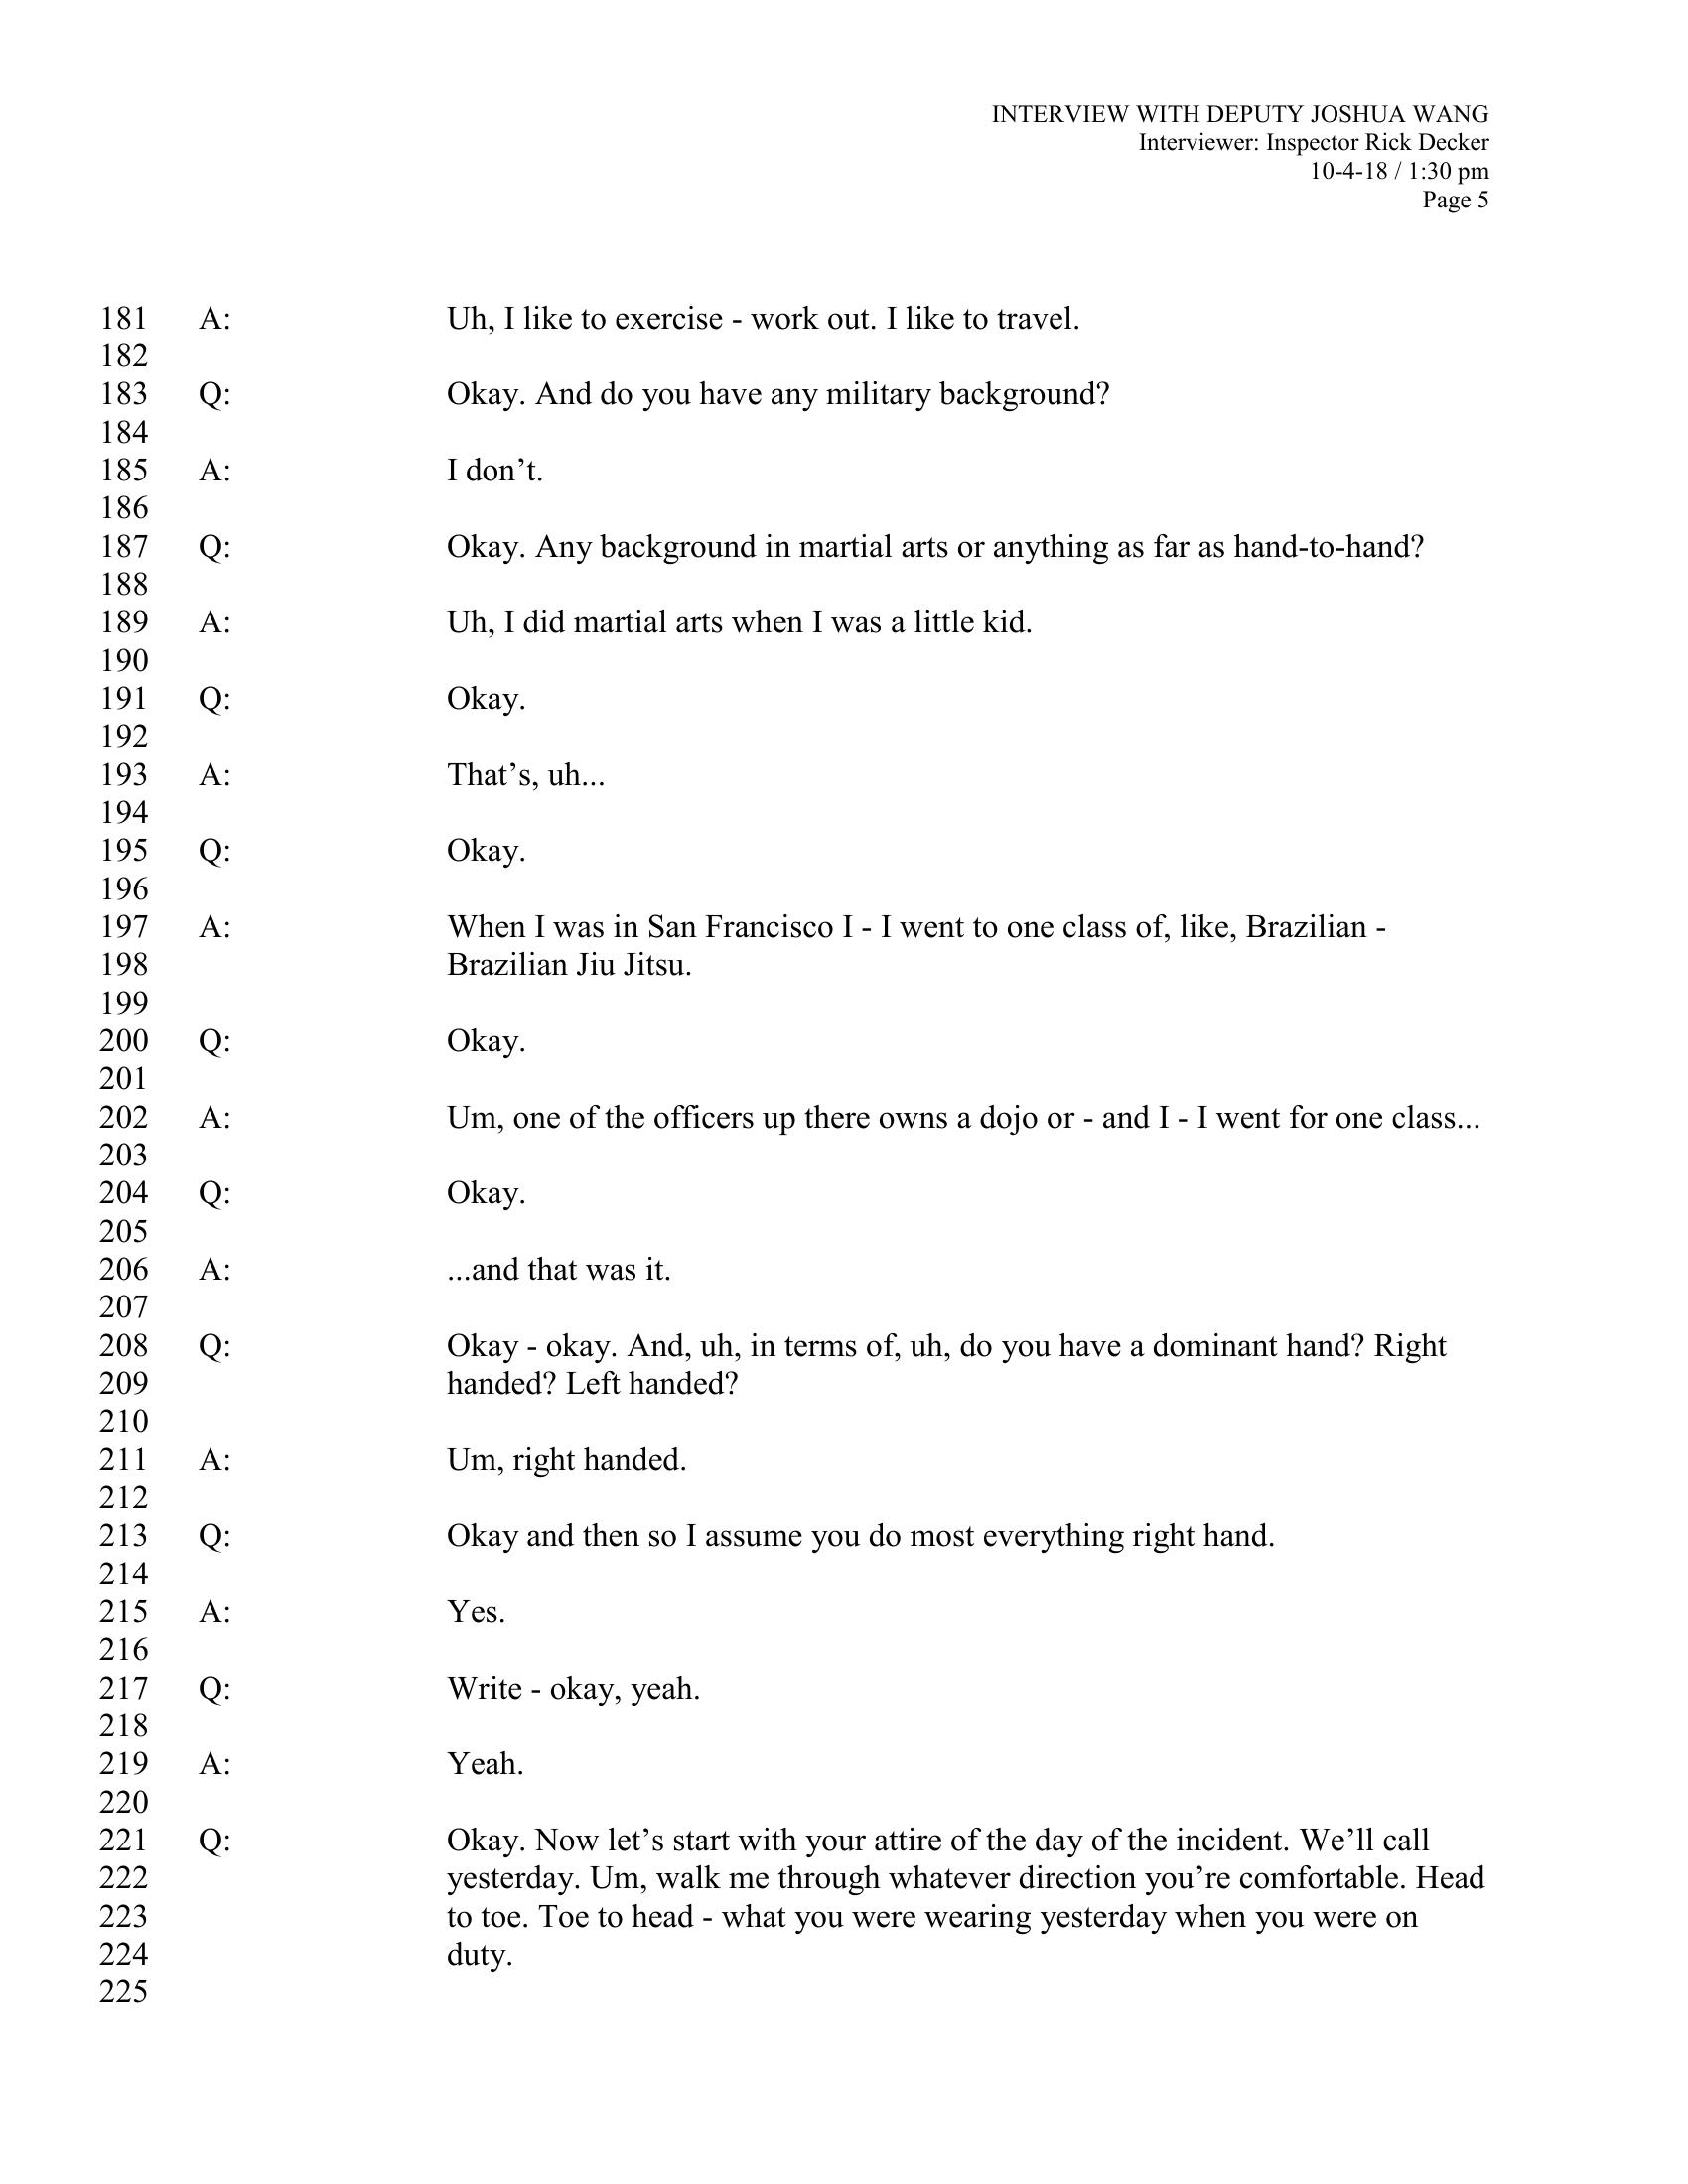 INTERVIEW WITH DEPUTY JOSHUA WANG
Interviewer: Inspector Rick Decker
10-4-18 / 1:30 pm
Page 5
181 A: Uh, I like to exercise - work out. I like to travel.
182
183 Q: Okay. And do you have any military background?
184
185 A: I don’t.
186
187 Q: Okay. Any background in martial arts or anything as far as hand-to-hand?
188
189 A: Uh, I did martial arts when I was a little kid.
190
191 Q: Okay.
192
193 A: That’s, uh...
194
195 Q: Okay.
196
197 A: When I was in San Francisco I - I went to one class of, like, Brazilian -
198 Brazilian Jiu Jitsu.
199
200 Q: Okay.
201
202 A: Um, one of the officers up there owns a dojo or - and I - I went for one class...
203
204 Q: Okay.
205
206 A: ...and that was it.
207
208 Q: Okay - okay. And, uh, in terms of, uh, do you have a dominant hand? Right
209 handed? Left handed?
210
211 A: Um, right handed.
212
213 Q: Okay and then so I assume you do most everything right hand.
214
215 A: Yes.
216
217 Q: Write - okay, yeah.
218
219 A: Yeah.
220
221 Q: Okay. Now let’s start with your attire of the day of the incident. We’ll call
222 yesterday. Um, walk me through whatever direction you’re comfortable. Head
223 to toe. Toe to head - what you were wearing yesterday when you were on
224 duty.
225